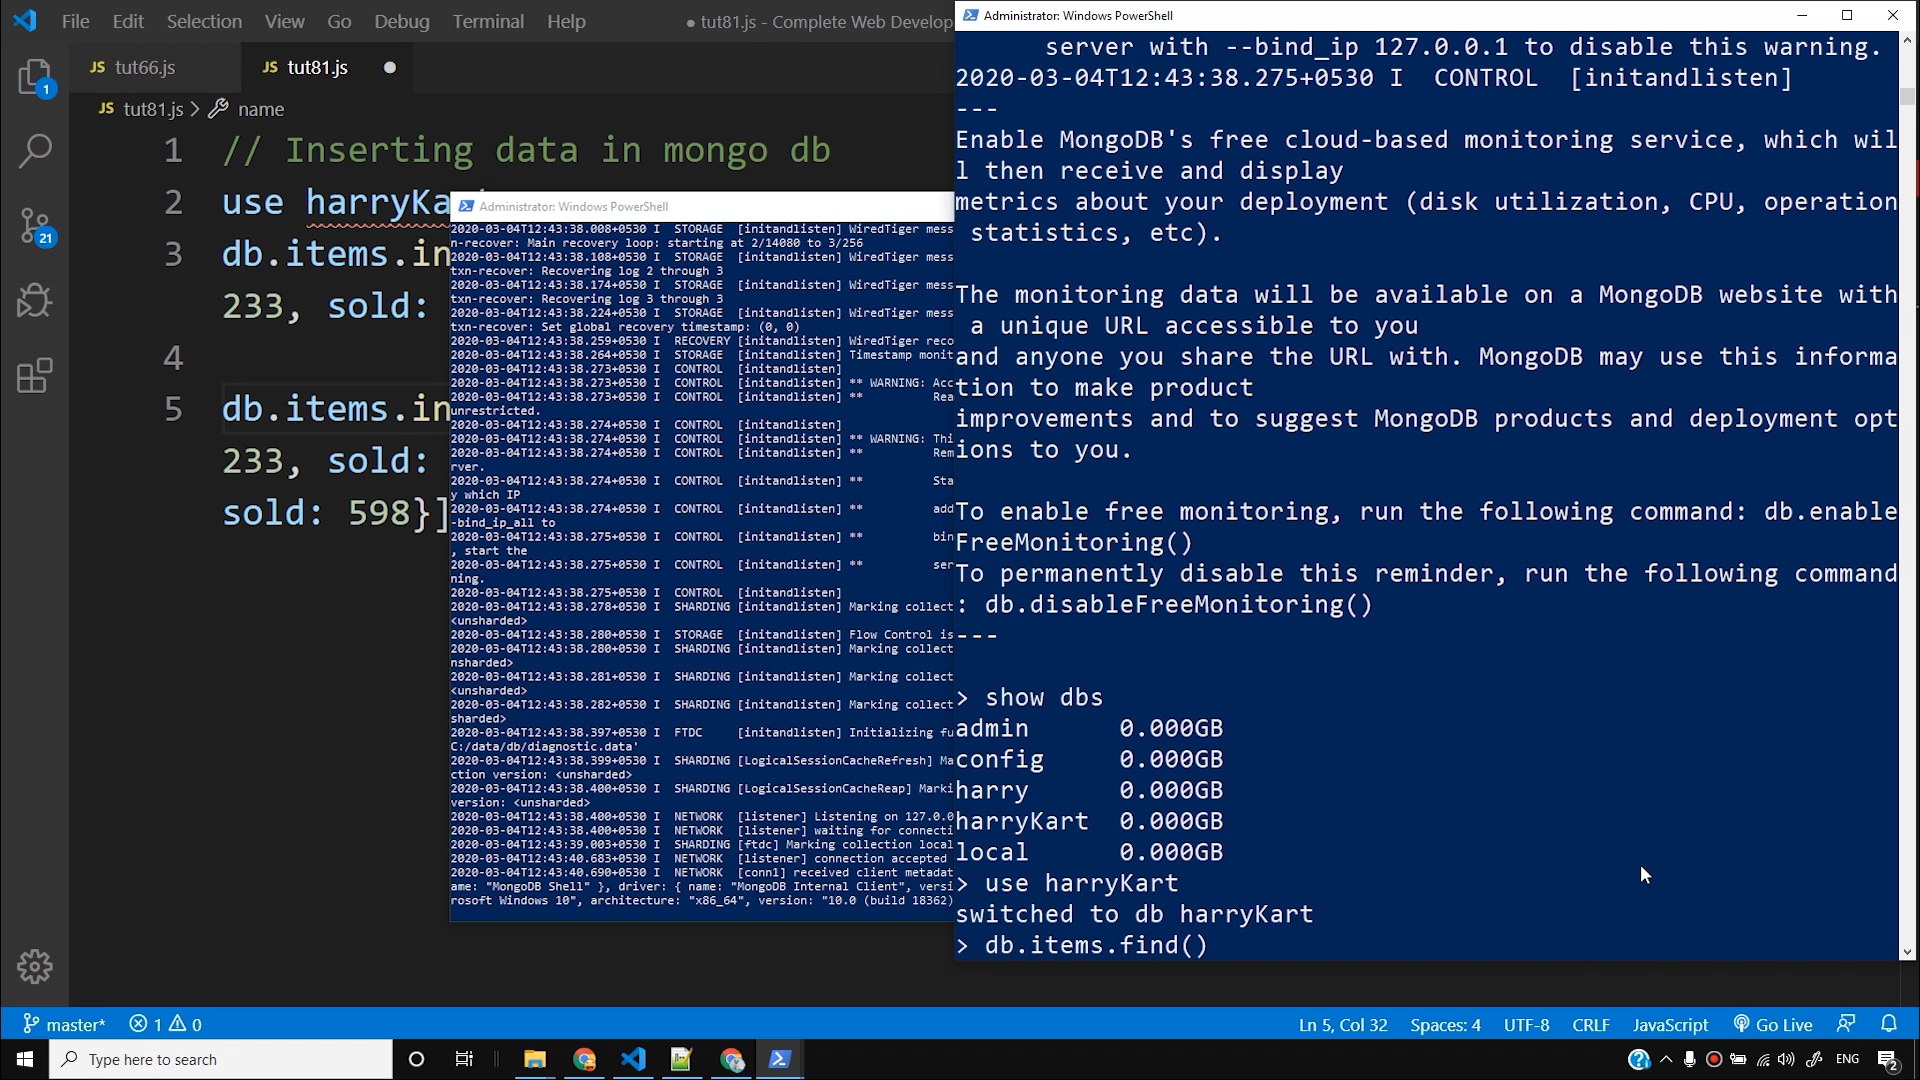 File Edit Selection View Go Debug Terminal Help
● tut81.js - Complete Web Develop
JS tut66.js
JS tut81.js ●
JS tut81.js > name
1 // Inserting data in mongo db
2 use harryKa
3 db.items.in
233, sold:
4
5 db.items.in
233, sold:
sold: 598}]
1
21
Administrator: Windows PowerShell
2020-03-04T12:43:38.008+0530 I STORAGE [initandlisten] WiredTiger mess
n-recover: Main recovery loop: starting at 2/14080 to 3/256
2020-03-04T12:43:38.108+0530 I STORAGE [initandlisten] WiredTiger mess
txn-recover: Recovering log 2 through 3
2020-03-04T12:43:38.174+0530 I STORAGE [initandlisten] WiredTiger mess
txn-recover: Recovering log 3 through 3
2020-03-04T12:43:38.224+0530 I STORAGE [initandlisten] WiredTiger mess
txn-recover: Set global recovery timestamp: (0, 0)
2020-03-04T12:43:38.259+0530 I RECOVERY [initandlisten] WiredTiger reco
2020-03-04T12:43:38.264+0530 I STORAGE [initandlisten] Timestamp monit
2020-03-04T12:43:38.273+0530 I CONTROL [initandlisten]
2020-03-04T12:43:38.273+0530 I CONTROL [initandlisten] ** WARNING: Acc
2020-03-04T12:43:38.273+0530 I CONTROL [initandlisten] ** Rea
unrestricted.
2020-03-04T12:43:38.274+0530 I CONTROL [initandlisten]
2020-03-04T12:43:38.274+0530 I CONTROL [initandlisten] ** WARNING: Thi
2020-03-04T12:43:38.274+0530 I CONTROL [initandlisten] ** Rem
rver.
2020-03-04T12:43:38.274+0530 I CONTROL [initandlisten] ** Sta
y which IP
2020-03-04T12:43:38.274+0530 I CONTROL [initandlisten] ** add
-bind_ip_all to
2020-03-04T12:43:38.275+0530 I CONTROL [initandlisten] ** bin
, start the
2020-03-04T12:43:38.275+0530 I CONTROL [initandlisten] ** ser
ning.
2020-03-04T12:43:38.275+0530 I CONTROL [initandlisten]
2020-03-04T12:43:38.278+0530 I SHARDING [initandlisten] Marking collect
<unsharded>
2020-03-04T12:43:38.280+0530 I STORAGE [initandlisten] Flow Control is
2020-03-04T12:43:38.280+0530 I SHARDING [initandlisten] Marking collect
nsharded>
2020-03-04T12:43:38.281+0530 I SHARDING [initandlisten] Marking collect
<unsharded>
2020-03-04T12:43:38.282+0530 I SHARDING [initandlisten] Marking collect
sharded>
2020-03-04T12:43:38.397+0530 I FTDC [initandlisten] Initializing fu
C:/data/db/diagnostic.data'
2020-03-04T12:43:38.399+0530 I SHARDING [LogicalSessionCacheRefresh] Ma
ction version: <unsharded>
2020-03-04T12:43:38.400+0530 I SHARDING [LogicalSessionCacheReap] Marki
version: <unsharded>
2020-03-04T12:43:38.400+0530 I NETWORK [listener] Listening on 127.0.0
2020-03-04T12:43:38.400+0530 I NETWORK [listener] waiting for connecti
2020-03-04T12:43:39.003+0530 I SHARDING [ftdc] Marking collection local
2020-03-04T12:43:40.683+0530 I NETWORK [listener] connection accepted
2020-03-04T12:43:40.690+0530 I NETWORK [conn1] received client metadat
ame: "MongoDB Shell" }, driver: { name: "MongoDB Internal Client", versi
rosoft Windows 10", architecture: "x86_64", version: "10.0 (build 18362)
Administrator: Windows PowerShell
server with --bind_ip 127.0.0.1 to disable this warning.
2020-03-04T12:43:38.275+0530 I CONTROL [initandlisten]
---
Enable MongoDB's free cloud-based monitoring service, which wil
l then receive and display
metrics about your deployment (disk utilization, CPU, operation
statistics, etc).
The monitoring data will be available on a MongoDB website with
a unique URL accessible to you
and anyone you share the URL with. MongoDB may use this informa
tion to make product
improvements and to suggest MongoDB products and deployment opt
ions to you.
To enable free monitoring, run the following command: db.enable
FreeMonitoring()
To permanently disable this reminder, run the following command
: db.disableFreeMonitoring()
---
> show dbs
admin 0.000GB
config 0.000GB
harry 0.000GB
harryKart 0.000GB
local 0.000GB
> use harryKart
switched to db harryKart
> db.items.find()
master* 1 0
Ln 5, Col 32 Spaces: 4 UTF-8 CRLF JavaScript Go Live
Type here to search
ENG
2